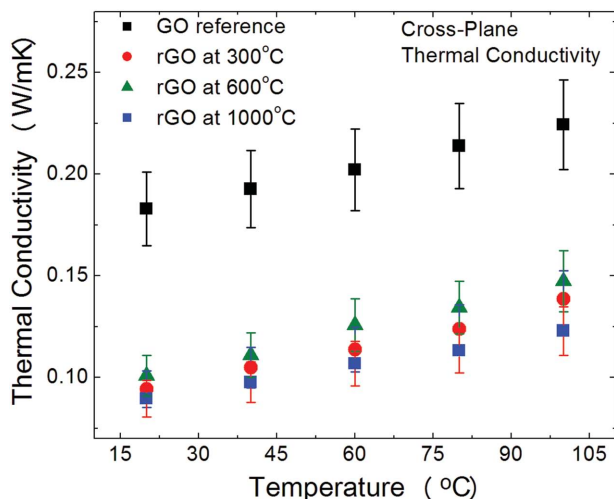 GO reference
rGO at 300°C
rGO at 600°C
rGO at 1000°C
Cross-Plane
Thermal Conductivity
Thermal Conductivity ( W/mK)
0.25
0.20
0.15
0.10
15 30 45 60 75 90 105
Temperature ( °C)